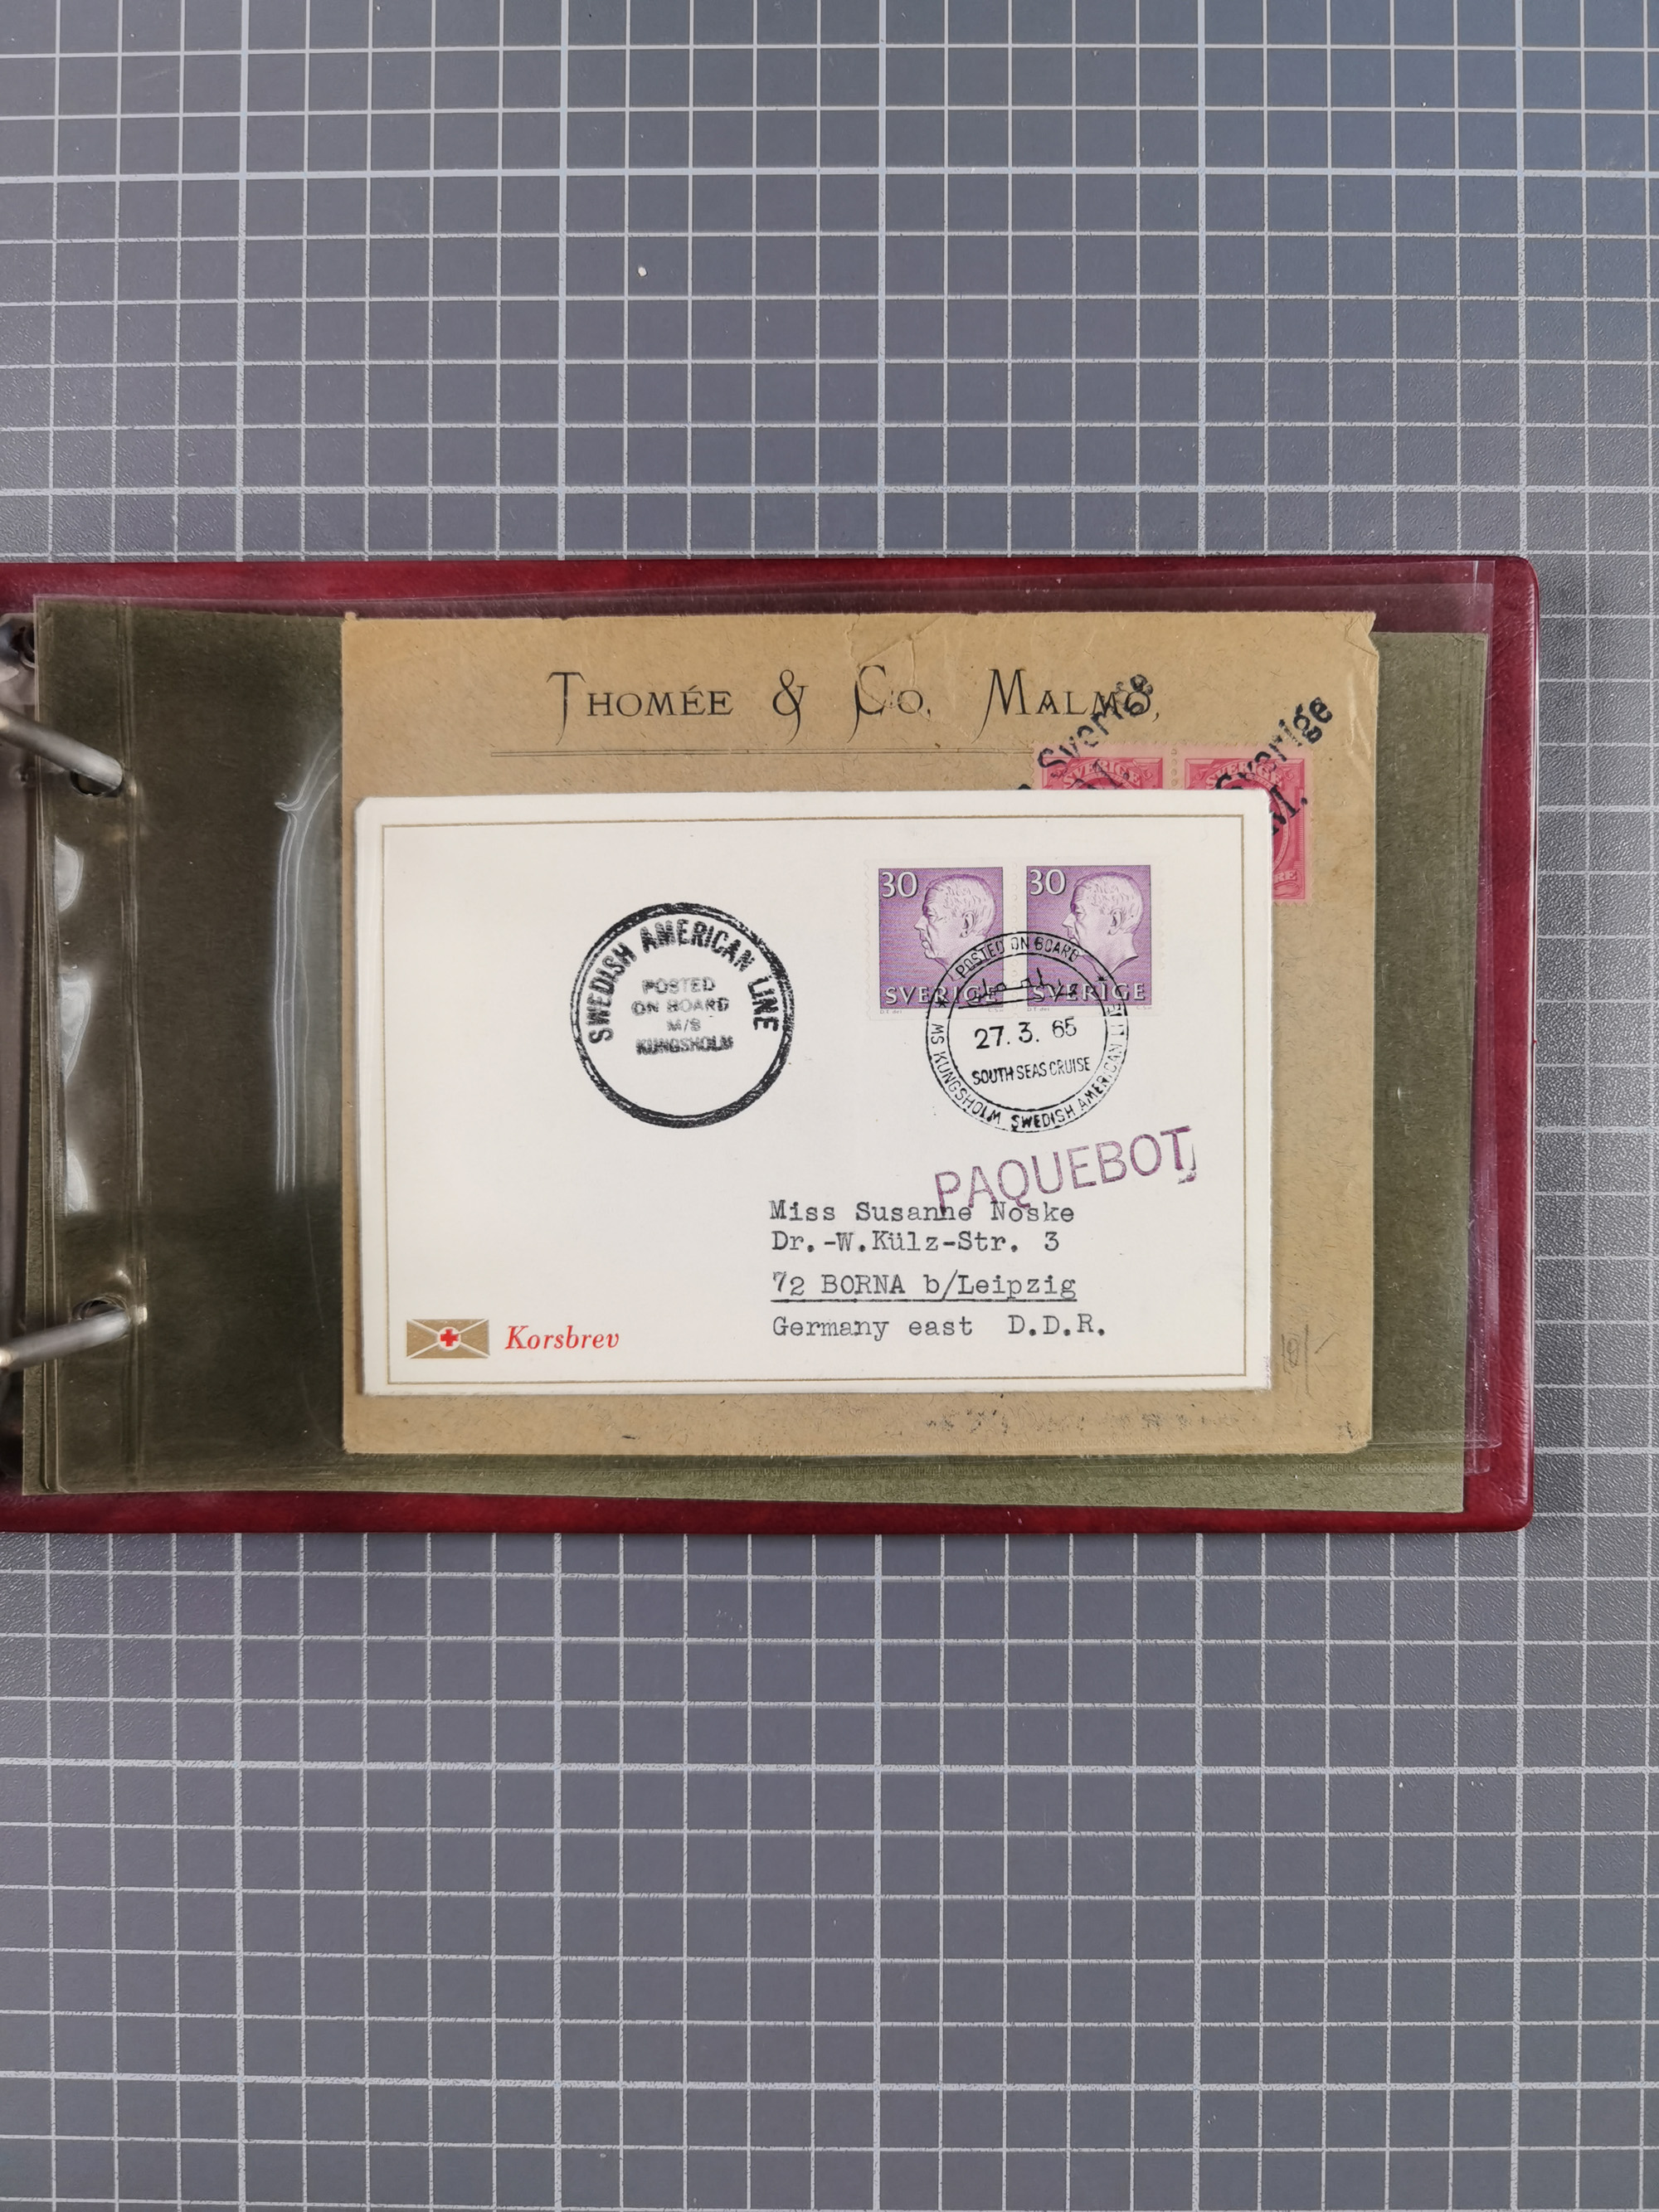 THOMÉE & Co. MALMÖ,
Sverige
Sverige
M.
SVERIGE
SVERIGE
SWEDISH AMERICAN LINE
POSTED
ON BOARD
M/S
KUNGSHOLM
30
30
SVERIGE
SVERIGE
POSTED ON BOARD
27. 3. 65
SOUTH SEAS CRUISE
MS KUNGSHOLM SWEDISH AMERICAN LINE
PAQUEBOT
Miss Susanne Noske
Dr.-W.Külz-Str. 3
72 BORNA b/Leipzig
Germany east D.D.R.
Korsbrev